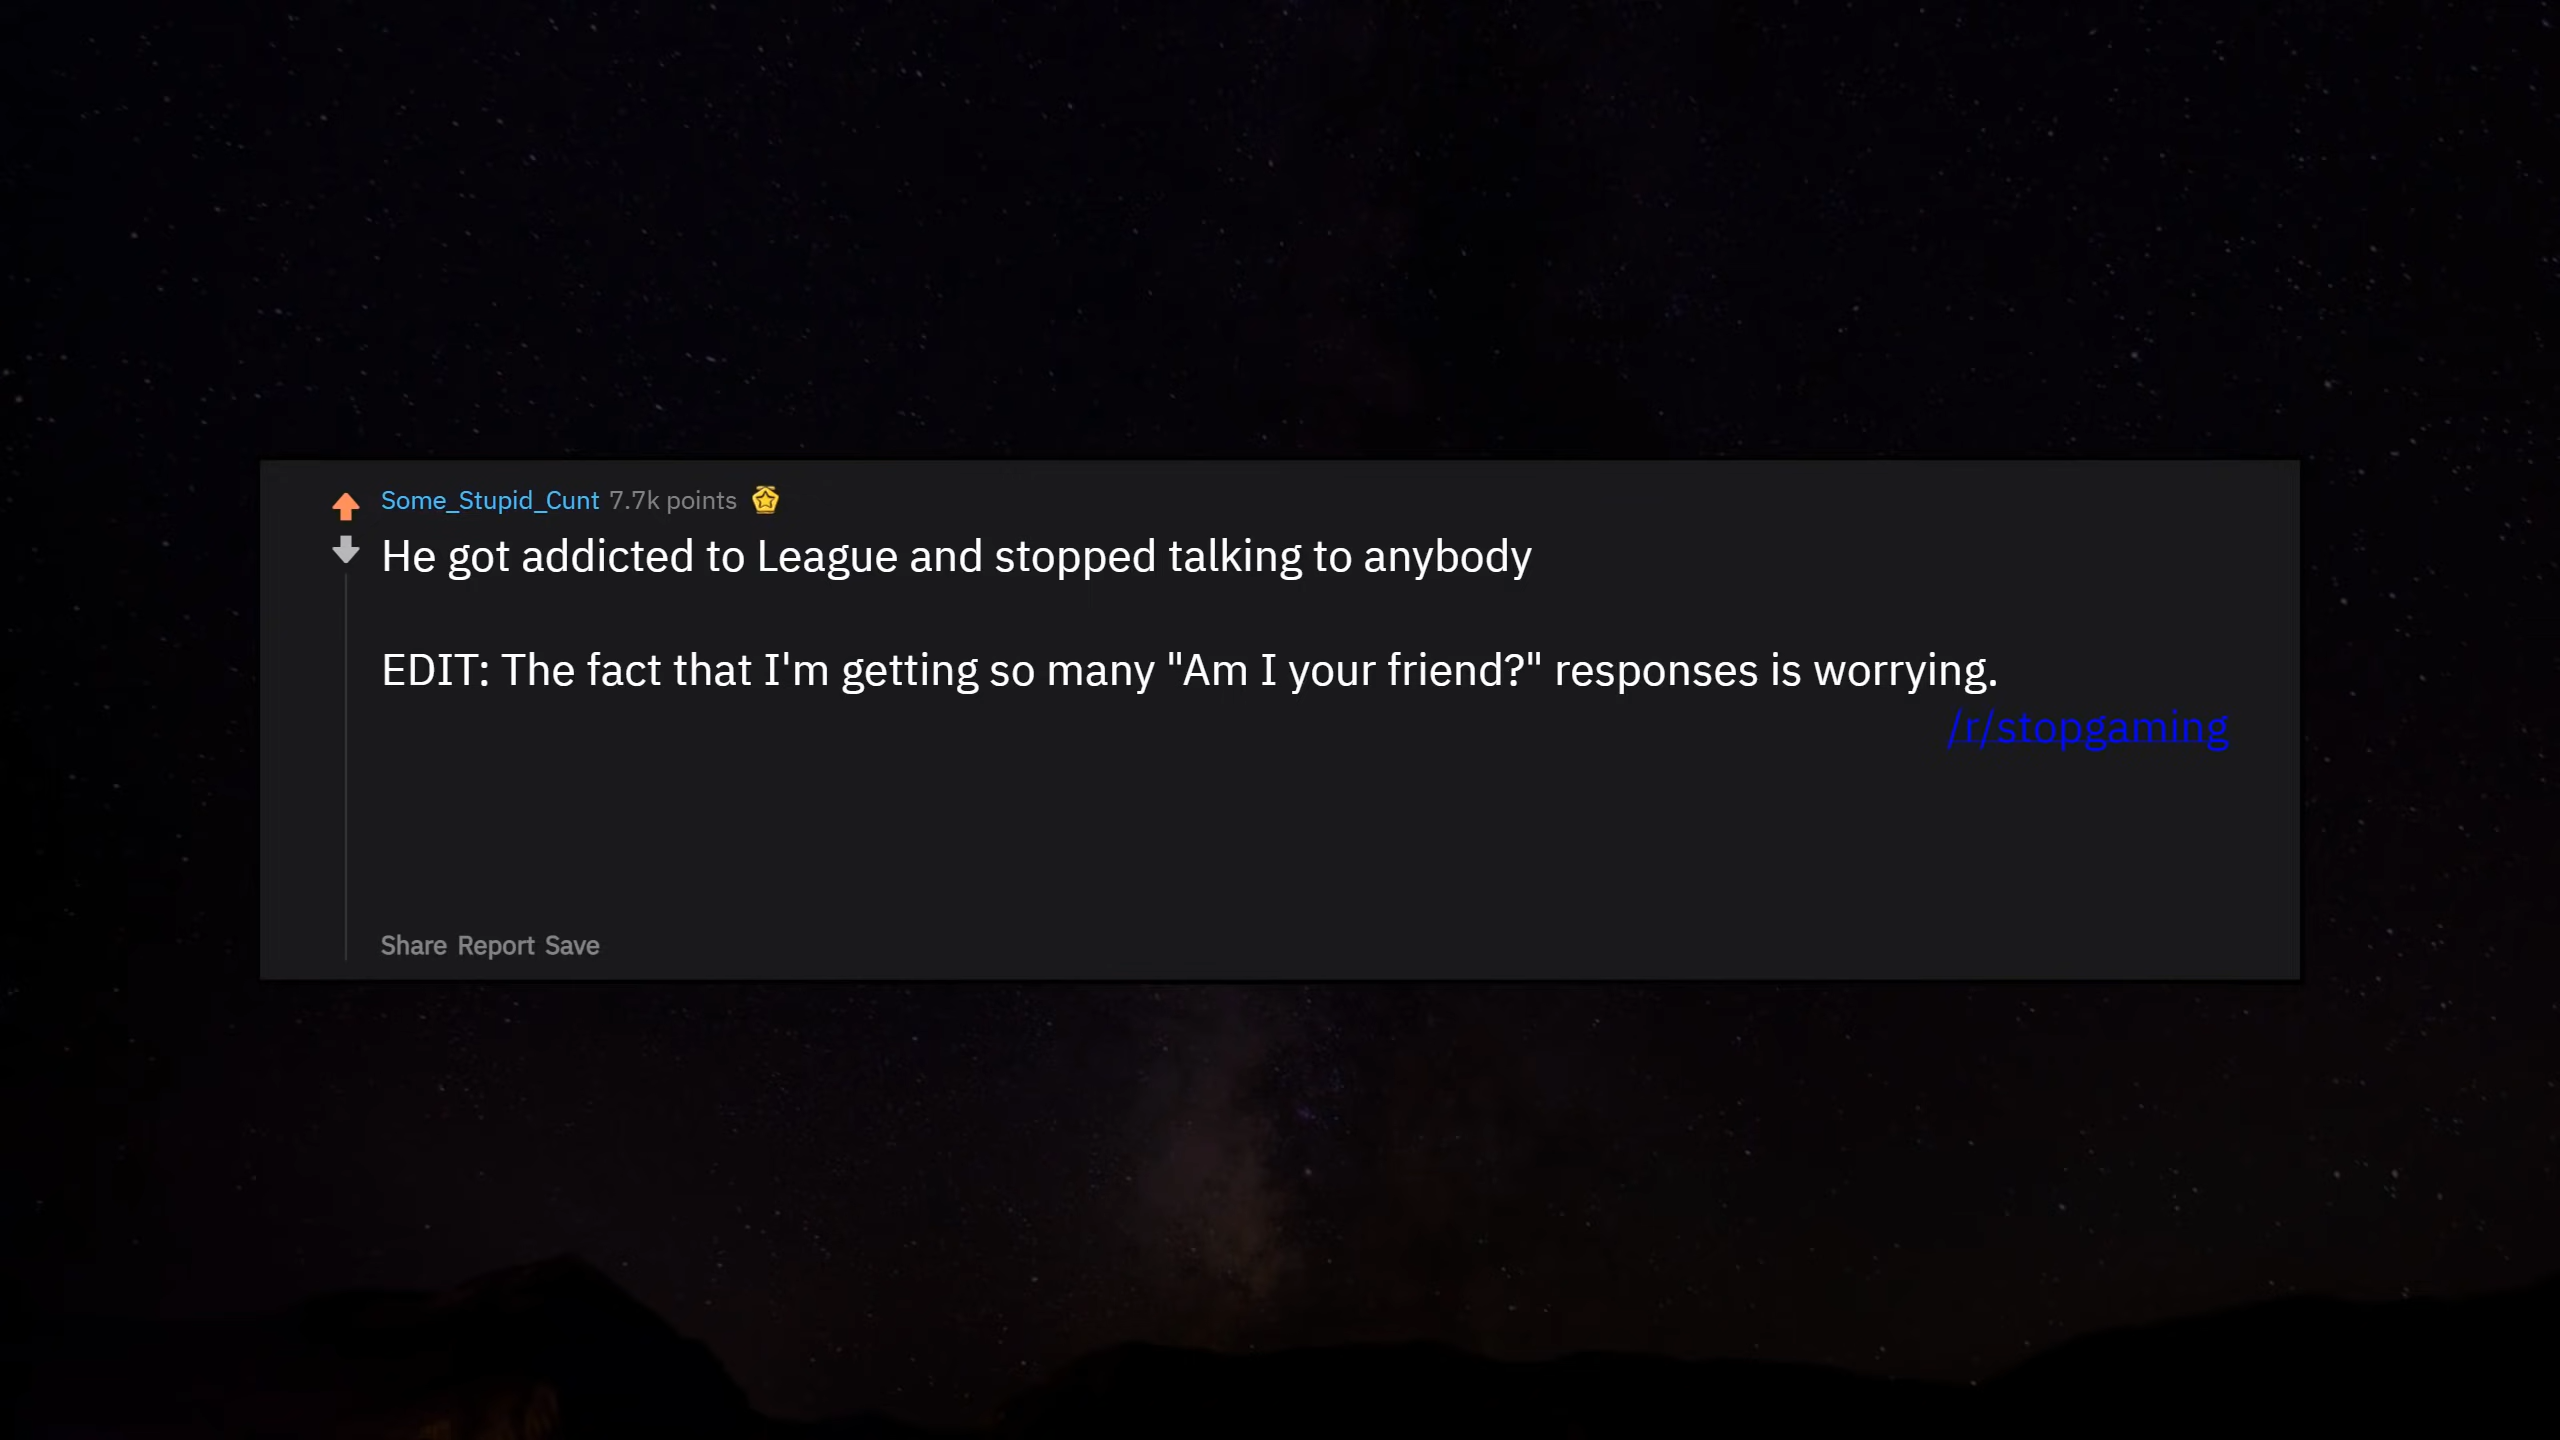 Some_Stupid_Cunt 7.7k points
He got addicted to League and stopped talking to anybody
EDIT: The fact that I'm getting so many "Am I your friend?" responses is worrying.
/r/stopgaming
Share Report Save